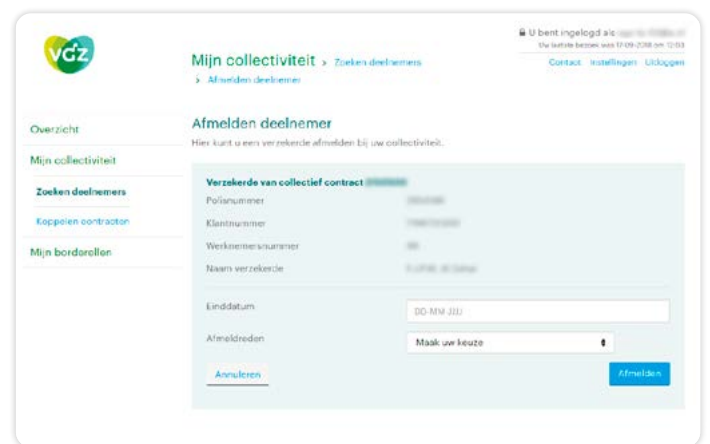 vgz
U bent ingelogd als
Uw laatste bezoek was 17-09-2018 om 12:03
Mijn collectiviteit > Zoeken deelnemers
> Afmelden deelnemer
Contact Instellingen Uitloggen
Overzicht
Mijn collectiviteit
Zoeken deelnemers
Koppelen contracten
Mijn borderellen
Afmelden deelnemer
Hier kunt u een verzekerde afmelden bij uw collectiviteit.
Verzekerde van collectief contract
Polisnummer
Klantnummer
Werknemersnummer
Naam verzekerde
Einddatum
DD-MM-JJJJ
Afmeldreden
Maak uw keuze
Annuleren
Afmelden